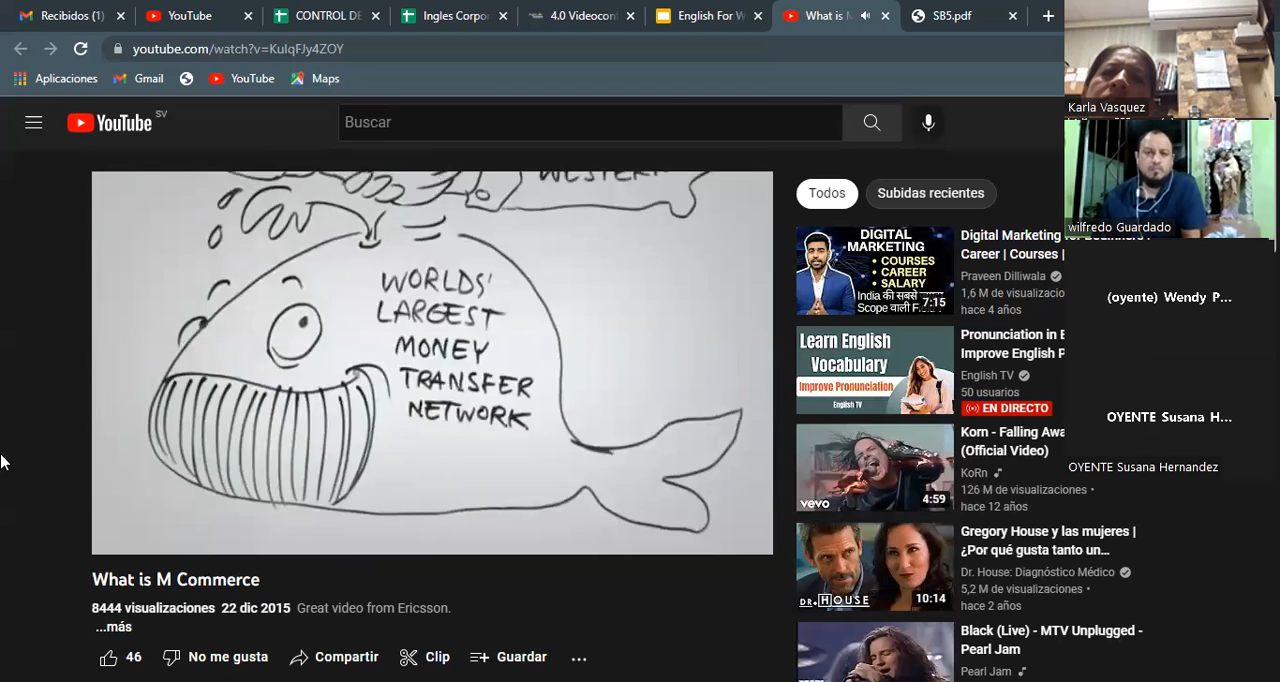 Recibidos (1)
YouTube
CONTROL DE
Ingles Corpo
4.0 Videocon
English For W
What is M
SB5.pdf
youtube.com/watch?v=KulqFJy4ZOY
Aplicaciones
Gmail
YouTube
Maps
YouTube SV
Buscar
WESTERN
WORLDS'
LARGEST
MONEY
TRANSFER
NETWORK
What is M Commerce
8444 visualizaciones 22 dic 2015 Great video from Ericsson.
...más
46
No me gusta
Compartir
Clip
Guardar
Todos
Subidas recientes
DIGITAL
MARKETING
• COURSES
• CAREER
• SALARY
India की सबसे
Scope वाली
7:15
Digital Marketing
Career | Courses |
Praveen Dilliwala
1,6 M de visualizacio
hace 4 años
Learn English
Vocabulary
Improve Pronunciation
English TV
Pronunciation in E
Improve English P
English TV
50 usuarios
EN DIRECTO
vevo
4:59
Korn - Falling Awa
(Official Video)
KoRn
126 M de visualizaciones •
hace 12 años
DR. HOUSE
10:14
Gregory House y las mujeres |
¿Por qué gusta tanto un...
Dr. House: Diagnóstico Médico
5,2 M de visualizaciones •
hace 2 años
Black (Live) - MTV Unplugged -
Pearl Jam
Pearl Jam
Karla Vasquez
wilfredo Guardado
(oyente) Wendy P...
OYENTE Susana H...
OYENTE Susana Hernandez